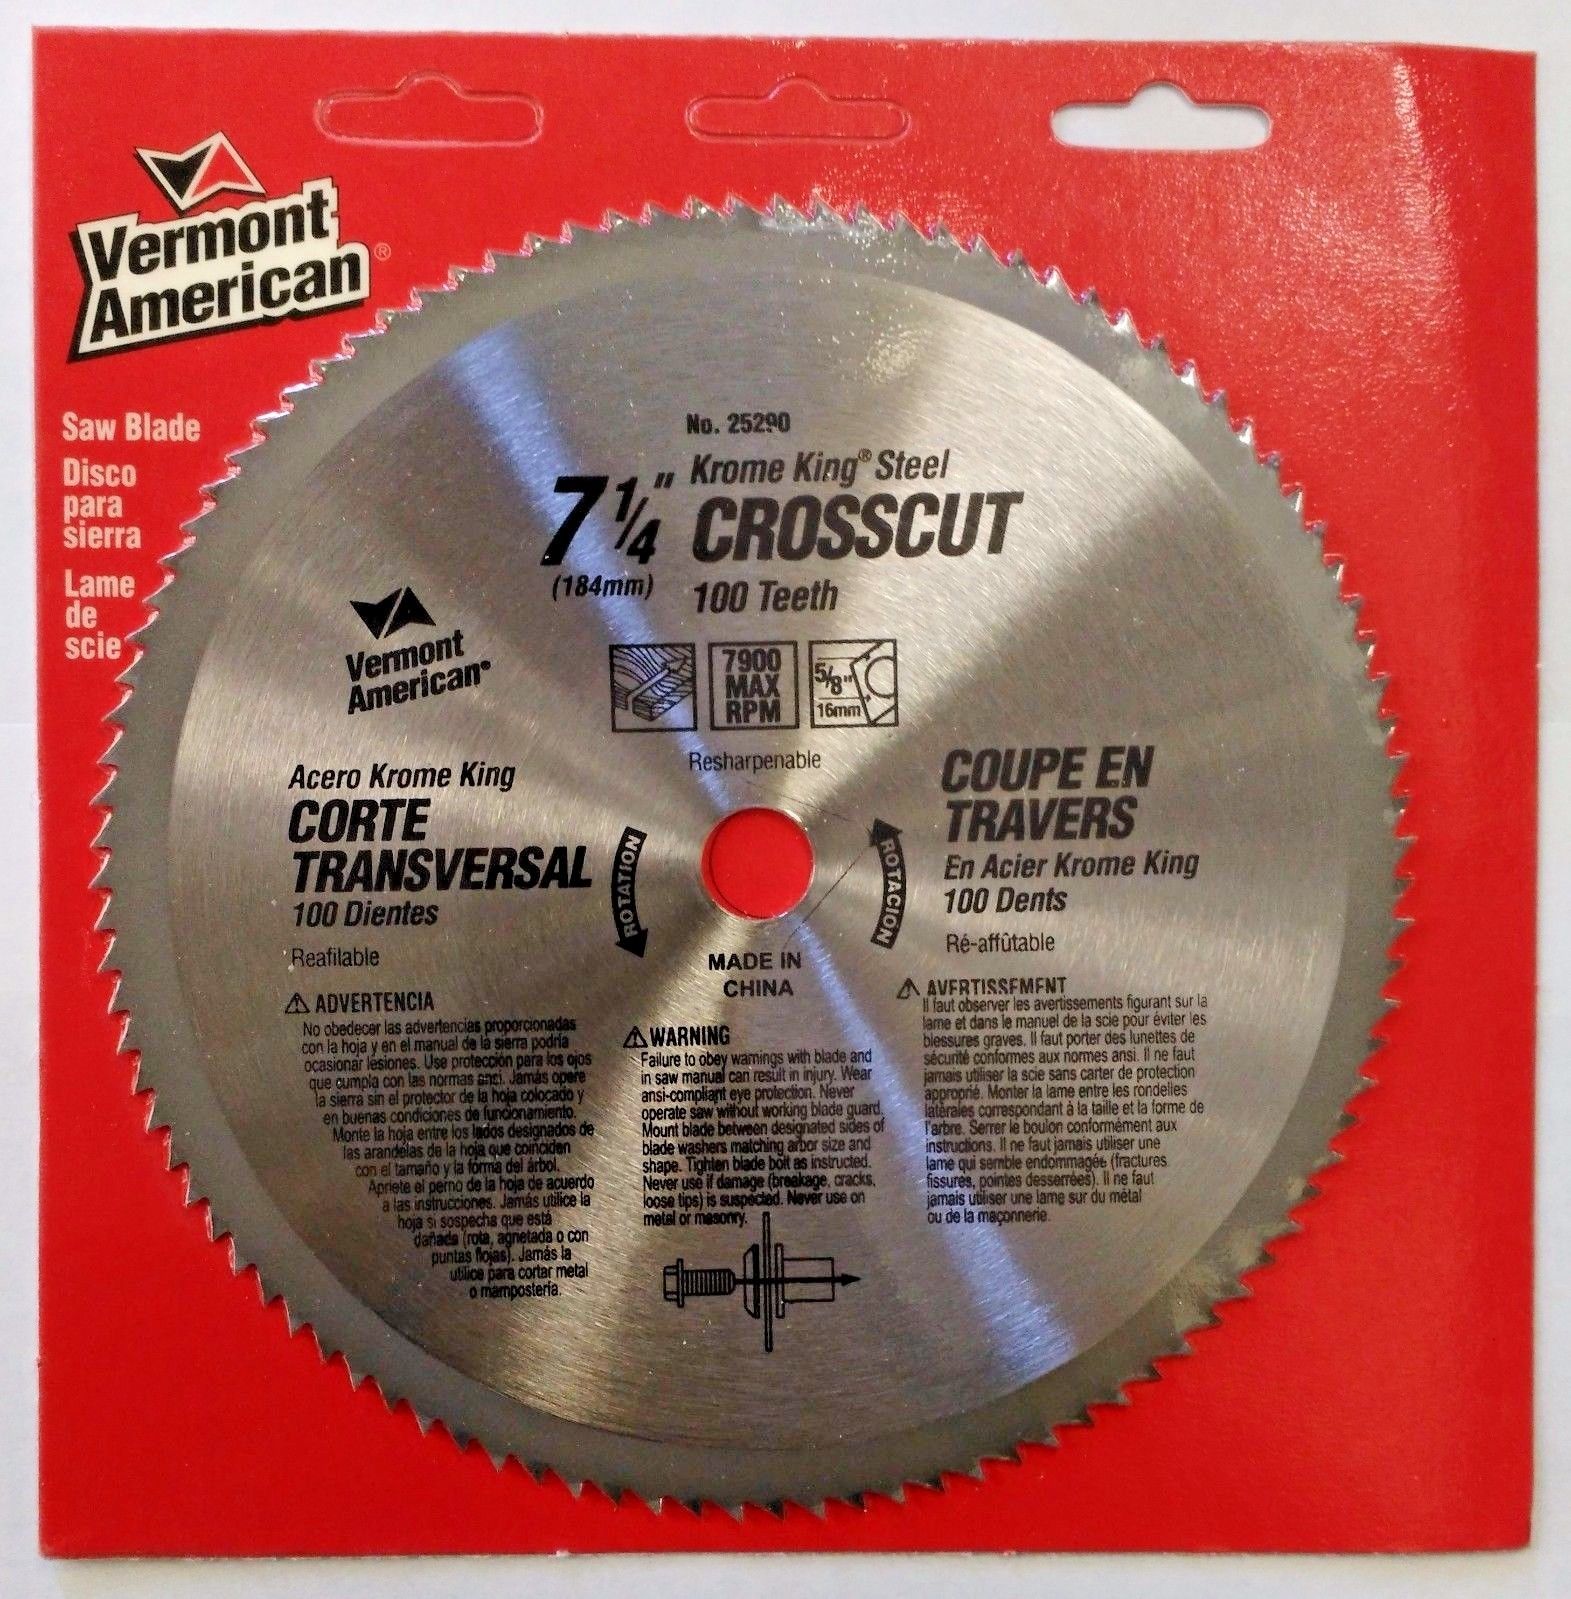 Vermont
American®
Saw Blade
Disco
para
sierra
Lame
de
scie
No. 25290
7 1/4"
(184mm)
Krome King® Steel
CROSSCUT
100 Teeth
Vermont
American®
7900
MAX
RPM
5/8"
16mm
Resharpenable
Acero Krome King
CORTE
TRANSVERSAL
100 Dientes
Reafilable
ROTATION
ROTACION
COUPE EN
TRAVERS
En Acier Krome King
100 Dents
Ré-affûtable
MADE IN
CHINA
ADVERTENCIA
No obedecer las advertencias proporcionadas
con la hoja y en el manual de la sierra podría
ocasionar lesiones. Use protección para los ojos
que cumpla con las normas ansi. Jamás opere
la sierra sin el protector de la hoja colocado y
en buenas condiciones de funcionamiento.
Monte la hoja entre los lados designados de
las arandelas de la hoja que coinciden
con el tamaño y la forma del árbol.
Apriete el perno de la hoja de acuerdo
a las instrucciones. Jamás utilice la
hoja si sospecha que está
dañada (rota, agrietada o con
puntas flojas). Jamás la
utilice para cortar metal
o mampostería.
WARNING
Failure to obey warnings with blade and
in saw manual can result in injury. Wear
ansi-compliant eye protection. Never
operate saw without working blade guard.
Mount blade between designated sides of
blade washers matching arbor size and
shape. Tighten blade bolt as instructed.
Never use if damage (breakage, cracks,
loose tips) is suspected. Never use on
metal or masonry.
AVERTISSEMENT
Il faut observer les avertissements figurant sur la
lame et dans le manuel de la scie pour éviter les
blessures graves. Il faut porter des lunettes de
sécurité conformes aux normes ansi. Il ne faut
jamais utiliser la scie sans carter de protection
approprié. Monter la lame entre les rondelles
latérales correspondant à la taille et la forme de
l'arbre. Serrer le boulon conformément aux
instructions. Il ne faut jamais utiliser une
lame qui semble endommagée (fractures,
fissures, pointes desserrées). Il ne faut
jamais utiliser une lame sur du métal
ou de la maçonnerie.